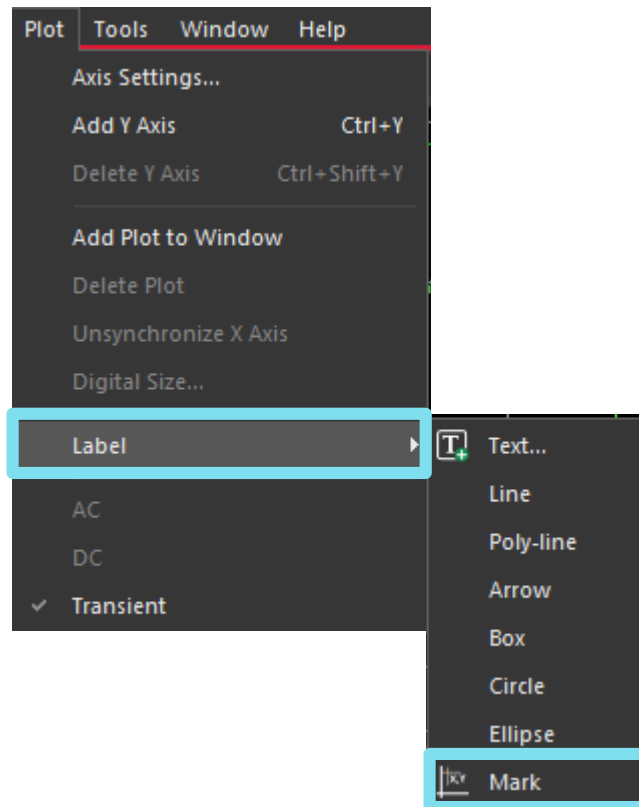 Plot Tools Window Help
Axis Settings...
Add Y Axis Ctrl+Y
Delete Y Axis Ctrl+Shift+Y
Add Plot to Window
Delete Plot
Unsynchronize X Axis
Digital Size...
Label
AC
DC
Transient
Text...
Line
Poly-line
Arrow
Box
Circle
Ellipse
Mark